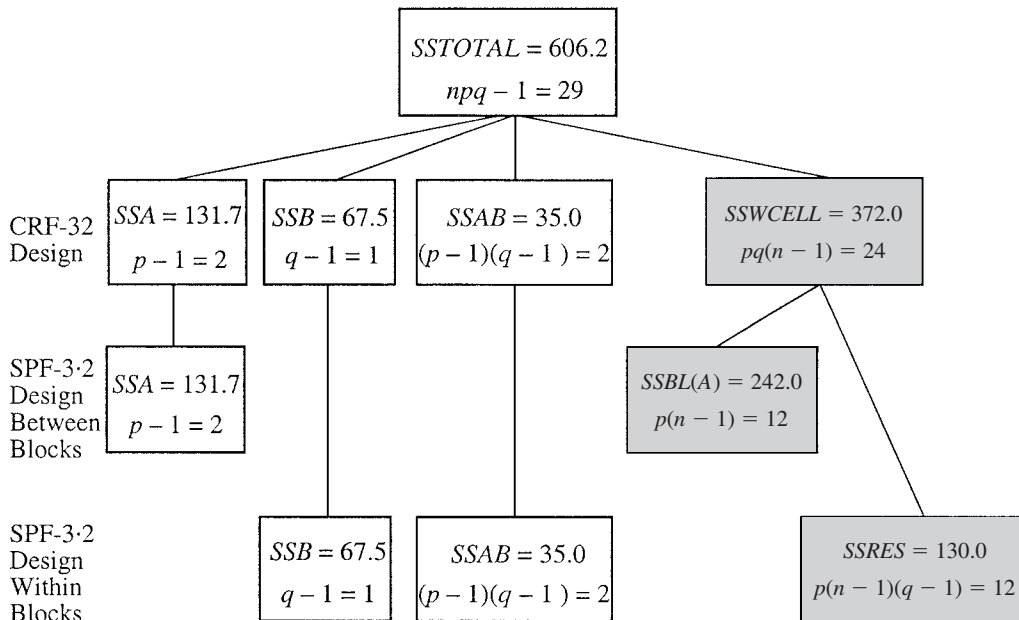 SSTOTAL = 606.2
npq − 1 = 29
CRF-32
Design
SSA = 131.7
p − 1 = 2
SSB = 67.5
q − 1 = 1
SSAB = 35.0
(p − 1)(q − 1 ) = 2
SSWCELL = 372.0
pq(n − 1) = 24
SPF-3·2
Design
Between
Blocks
SSA = 131.7
p − 1 = 2
SSBL(A) = 242.0
p(n − 1) = 12
SPF-3·2
Design
Within
Blocks
SSB = 67.5
q − 1 = 1
SSAB = 35.0
(p − 1)(q − 1 ) = 2
SSRES = 130.0
p(n − 1)(q − 1) = 12